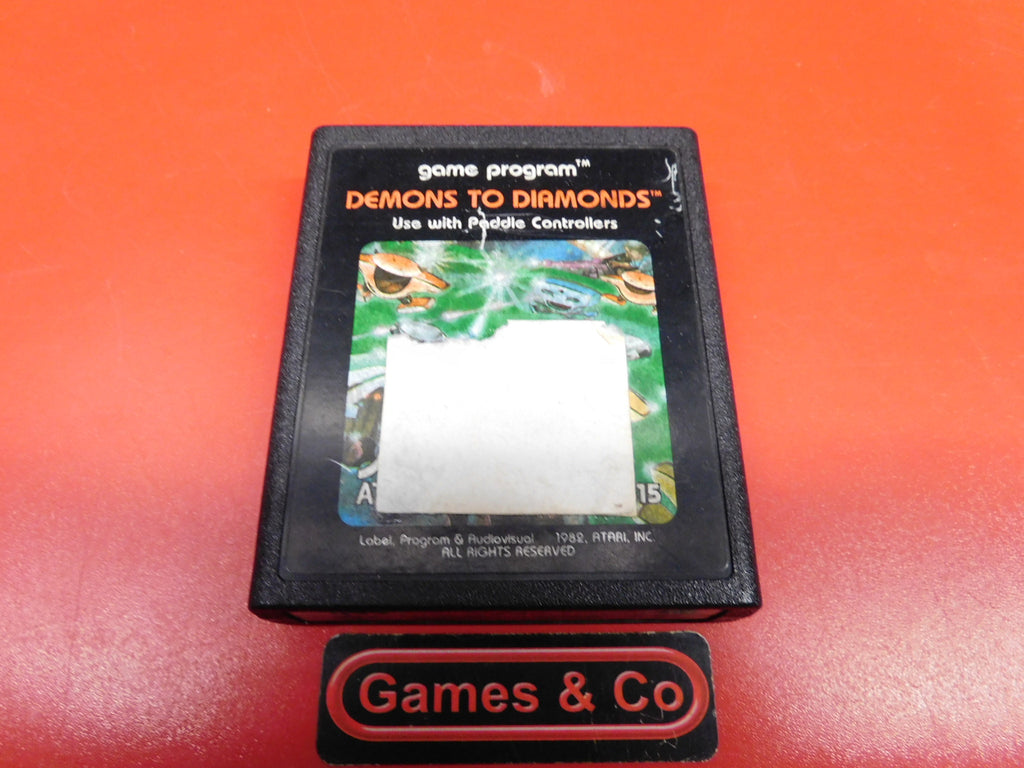 game program™
DEMONS TO DIAMONDS™
Use with Paddle Controllers
15
Label, Program & Audiovisual 1982, ATARI, INC.
ALL RIGHTS RESERVED
Games & Co